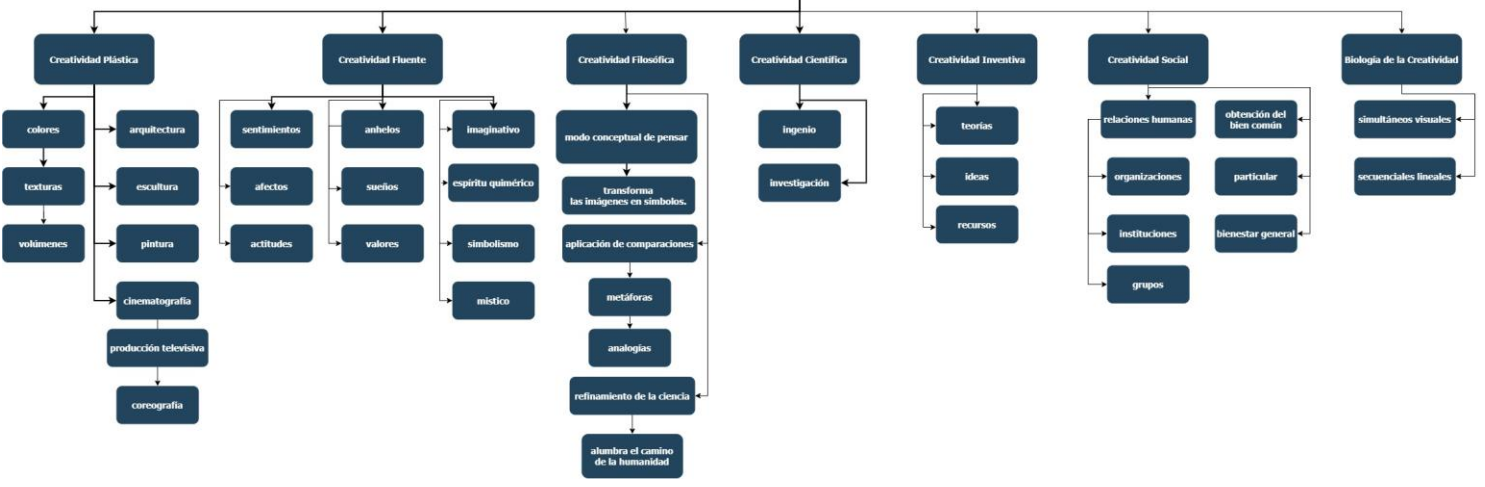 Creatividad Plástica
Creatividad Fluente
Creatividad Filosófica
Creatividad Científica
Creatividad Inventiva
Creatividad Social
Biología de la Creatividad
colores
texturas
volúmenes
arquitectura
escultura
pintura
cinematografía
producción televisiva
coreografía
sentimientos
afectos
actitudes
anhelos
sueños
valores
imaginativo
espíritu quimérico
simbolismo
místico
modo conceptual de pensar
transforma
las imágenes en símbolos.
aplicación de comparaciones
metáforas
analogías
refinamiento de la ciencia
alumbra el camino
de la humanidad
ingenio
investigación
teorías
ideas
recursos
relaciones humanas
organizaciones
instituciones
grupos
obtención del
bien común
particular
bienestar general
simultáneos visuales
secuenciales lineales